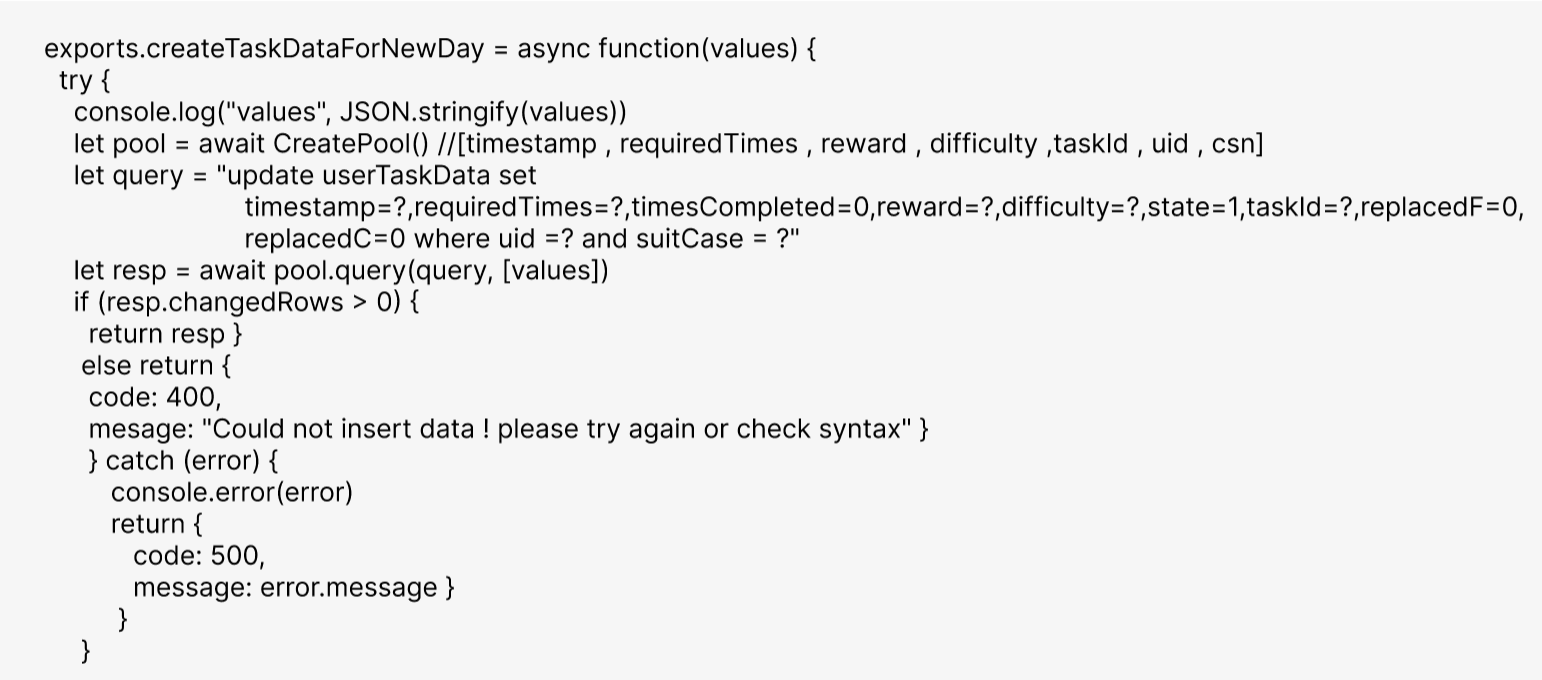 exports.createTaskDataForNewDay = async function(values) {
try {
console.log("values", JSON.stringify(values))
let pool = await CreatePool() //[timestamp , requiredTimes , reward , difficulty ,taskId , uid , csn]
let query = "update userTaskData set
timestamp=?,requiredTimes=?,timesCompleted=0,reward=?,difficulty=?,state=1,taskId=?,replacedF=0,
replacedC=0 where uid =? and suitCase = ?"
let resp = await pool.query(query, [values])
if (resp.changedRows > 0) {
return resp }
else return {
code: 400,
mesage: "Could not insert data ! please try again or check syntax" }
} catch (error) {
console.error(error)
return {
code: 500,
message: error.message }
}
}